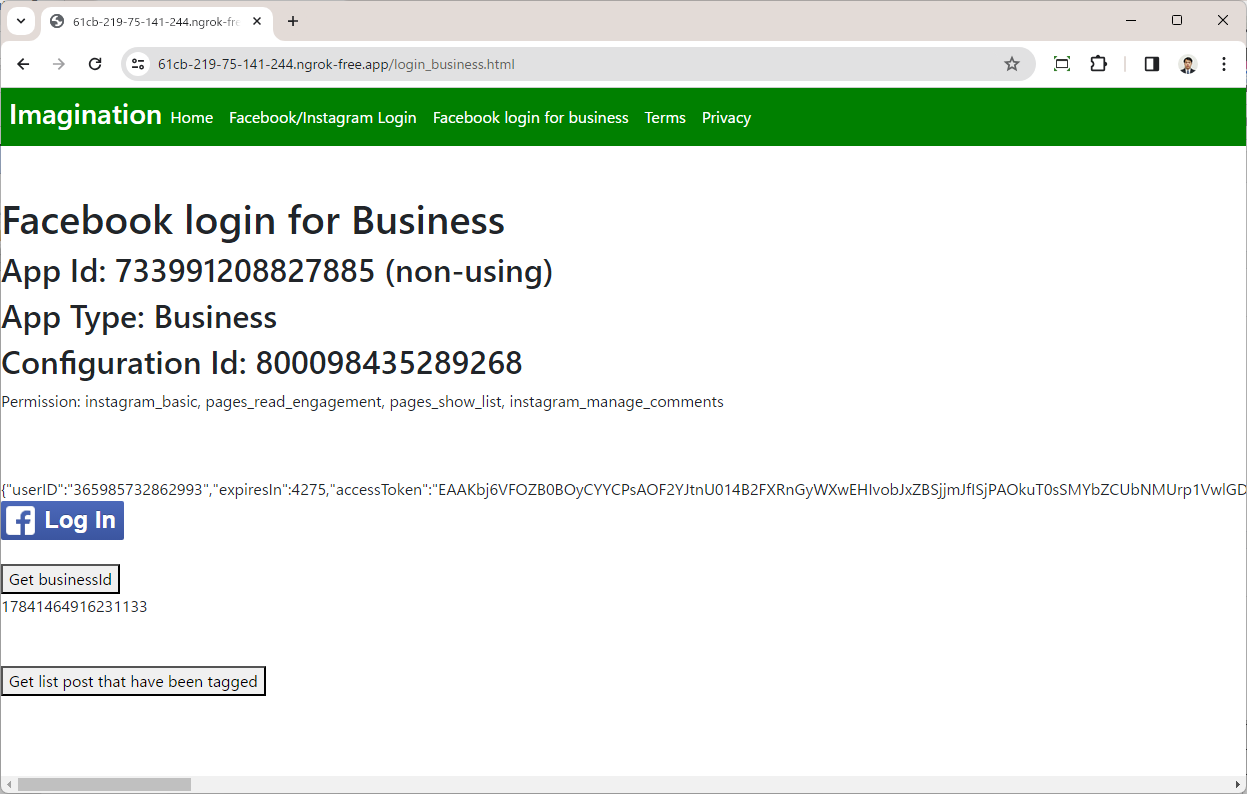 61cb-219-75-141-244.ngrok-fre
61cb-219-75-141-244.ngrok-free.app/login_business.html
Imagination Home Facebook/Instagram Login Facebook login for business Terms Privacy
Facebook login for Business
App Id: 733991208827885 (non-using)
App Type: Business
Configuration Id: 800098435289268
Permission: instagram_basic, pages_read_engagement, pages_show_list, instagram_manage_comments
{"userID":"365985732862993","expiresIn":4275,"accessToken":"EAAKbj6VFOZB0BOyCYYCPsAOF2YJtnU014B2FXRnGyWXwEHIvobJxZBSjjmJfISjPAOkuT0sSMYbZCUbNMUrp1VwlGD
Log In
Get businessId
17841464916231133
Get list post that have been tagged